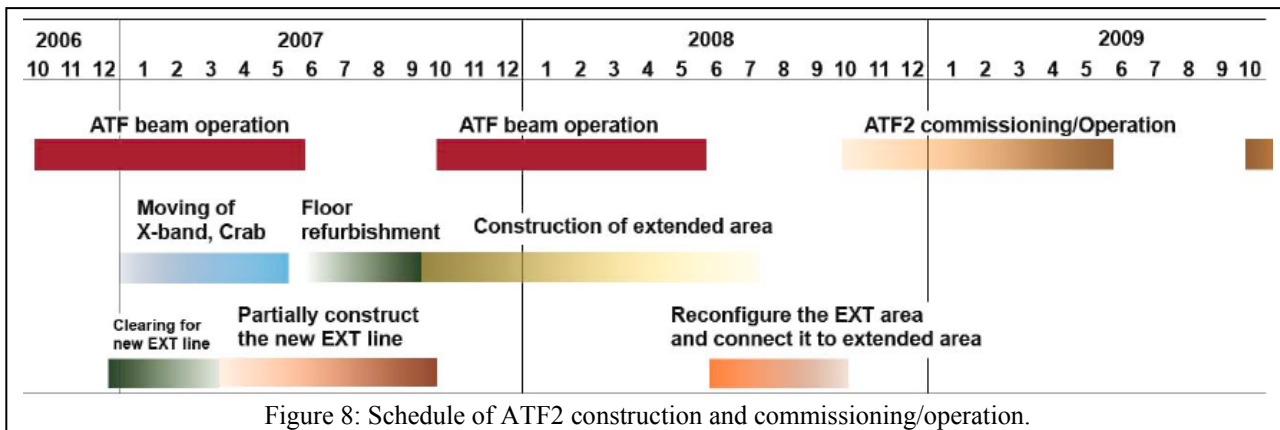 2006 2007 2008 2009
10 11 12 1 2 3 4 5 6 7 8 9 10 11 12 1 2 3 4 5 6 7 8 9 10 11 12 1 2 3 4 5 6 7 8 9 10
ATF beam operation ATF beam operation ATF2 commissioning/Operation
Moving of
X-band, Crab
Floor
refurbishment
Construction of extended area
Clearing for
new EXT line
Partially construct
the new EXT line
Reconfigure the EXT area
and connect it to extended area
Figure 8: Schedule of ATF2 construction and commissioning/operation.